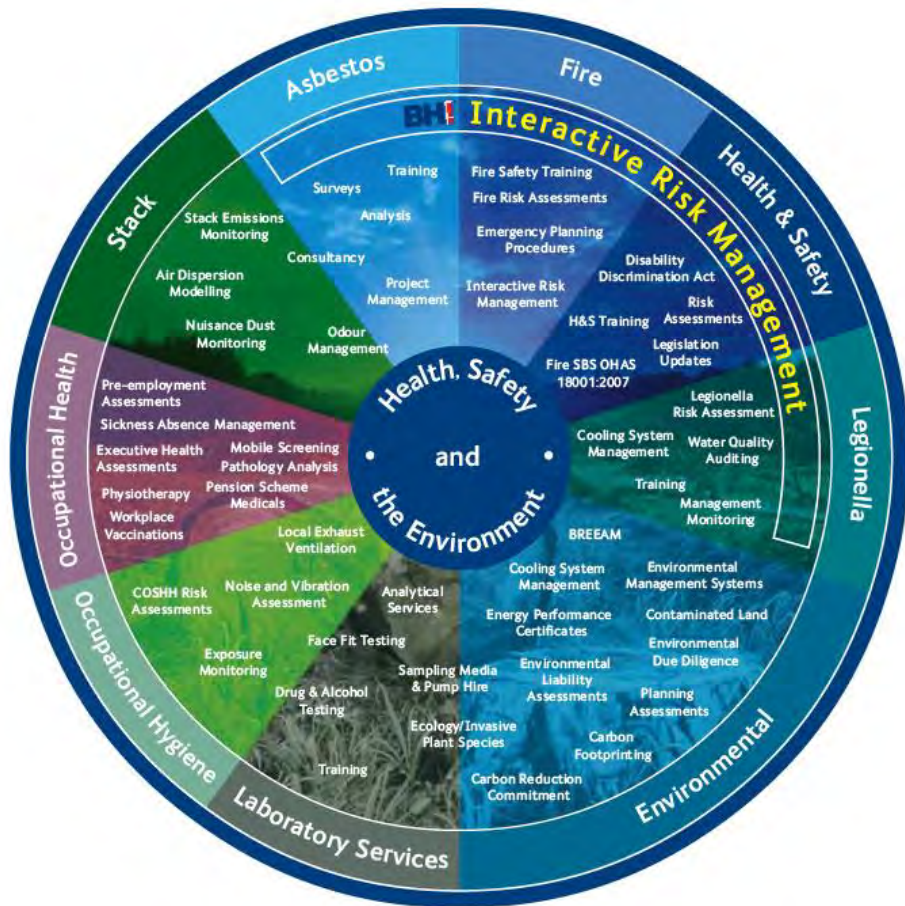 Asbestos
Fire
Health & Safety
Legionella
Environmental
Laboratory Services
Occupational Hygiene
Occupational Health
Stack
BH! Interactive Risk Management
Health, Safety
and
the Environment
Training
Surveys
Analysis
Consultancy
Project
Management
Fire Safety Training
Fire Risk Assessments
Emergency Planning
Procedures
Interactive Risk
Management
Disability
Discrimination Act
Risk
Assessments
H&S Training
Legislation
Updates
Fire SBS OHAS
18001:2007
Legionella
Risk Assessment
Cooling System
Management
Water Quality
Auditing
Training
Management
Monitoring
BREEAM
Cooling System
Management
Environmental
Management Systems
Energy Performance
Certificates
Contaminated Land
Environmental
Due Diligence
Environmental
Liability
Assessments
Planning
Assessments
Carbon
Footprinting
Carbon Reduction
Commitment
Analytical
Services
Face Fit Testing
Sampling Media
& Pump Hire
Drug & Alcohol
Testing
Ecology/Invasive
Plant Species
Training
Local Exhaust
Ventilation
COSHH Risk
Assessments
Noise and Vibration
Assessment
Exposure
Monitoring
Pre-employment
Assessments
Sickness Absence Management
Executive Health
Assessments
Mobile Screening
Pathology Analysis
Physiotherapy
Pension Scheme
Medicals
Workplace
Vaccinations
Stack Emissions
Monitoring
Air Dispersion
Modelling
Nuisance Dust
Monitoring
Odour
Management